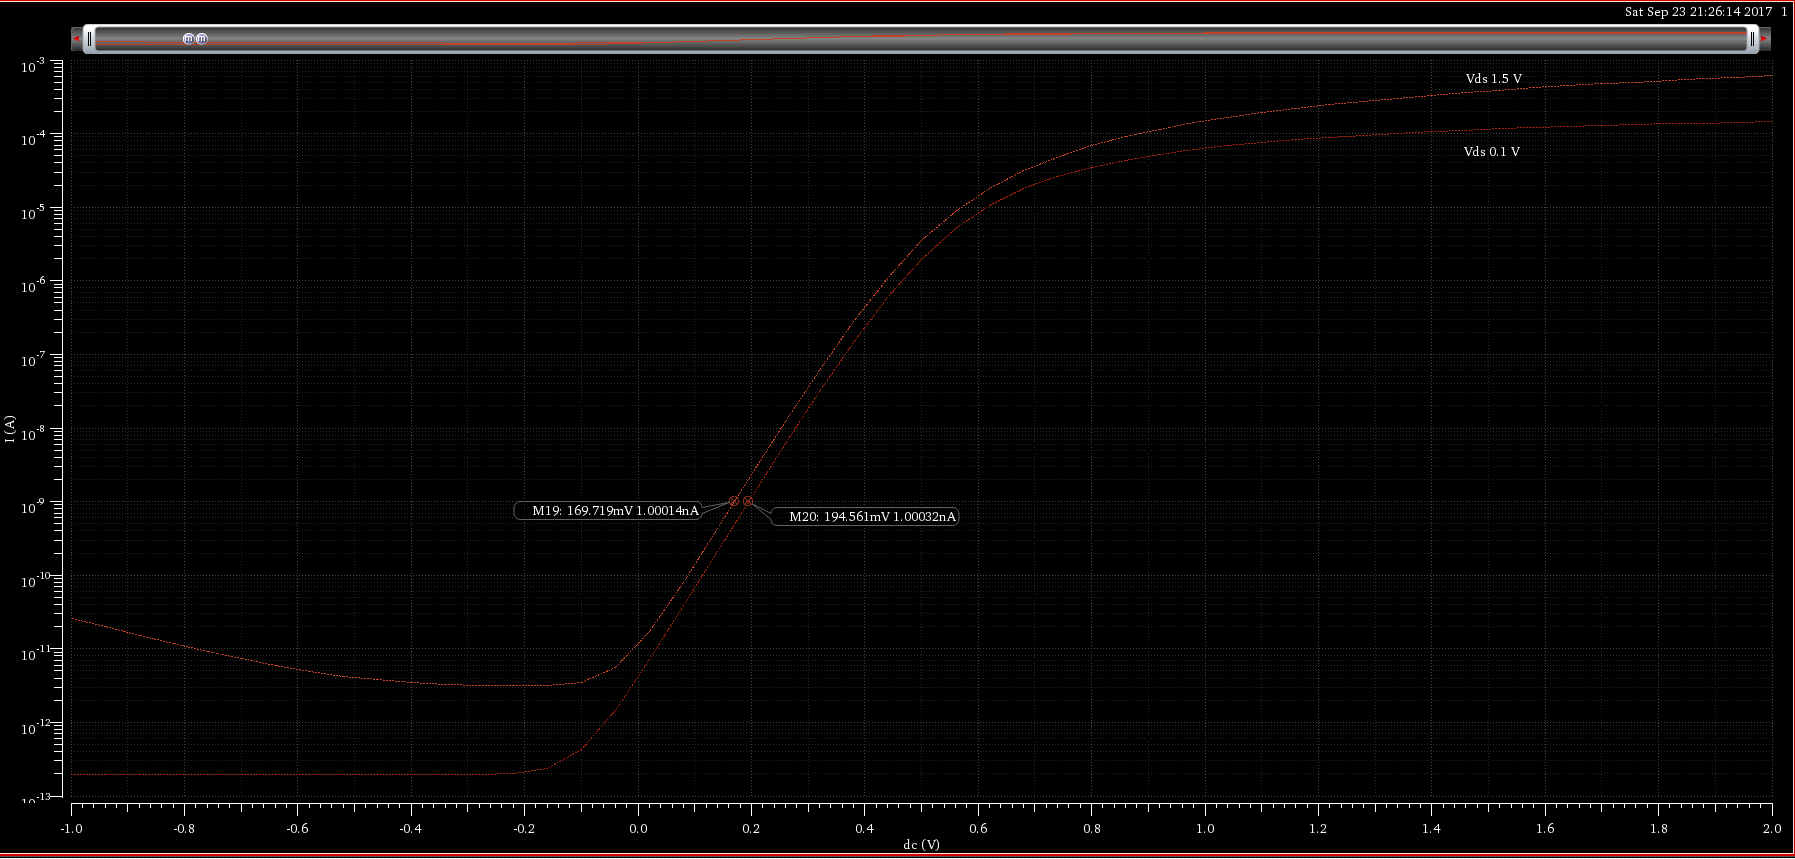 Sat Sep 23 21:26:14 2017 1
m m
Vds 1.5 V
Vds 0.1 V
M19: 169.719mV 1.00014nA
M20: 194.561mV 1.00032nA
I (A)
10-3
10-4
10-5
10-6
10-7
10-8
10-9
10-10
10-11
10-12
10-13
-1.0 -0.8 -0.6 -0.4 -0.2 0.0 0.2 0.4 0.6 0.8 1.0 1.2 1.4 1.6 1.8 2.0
dc (V)